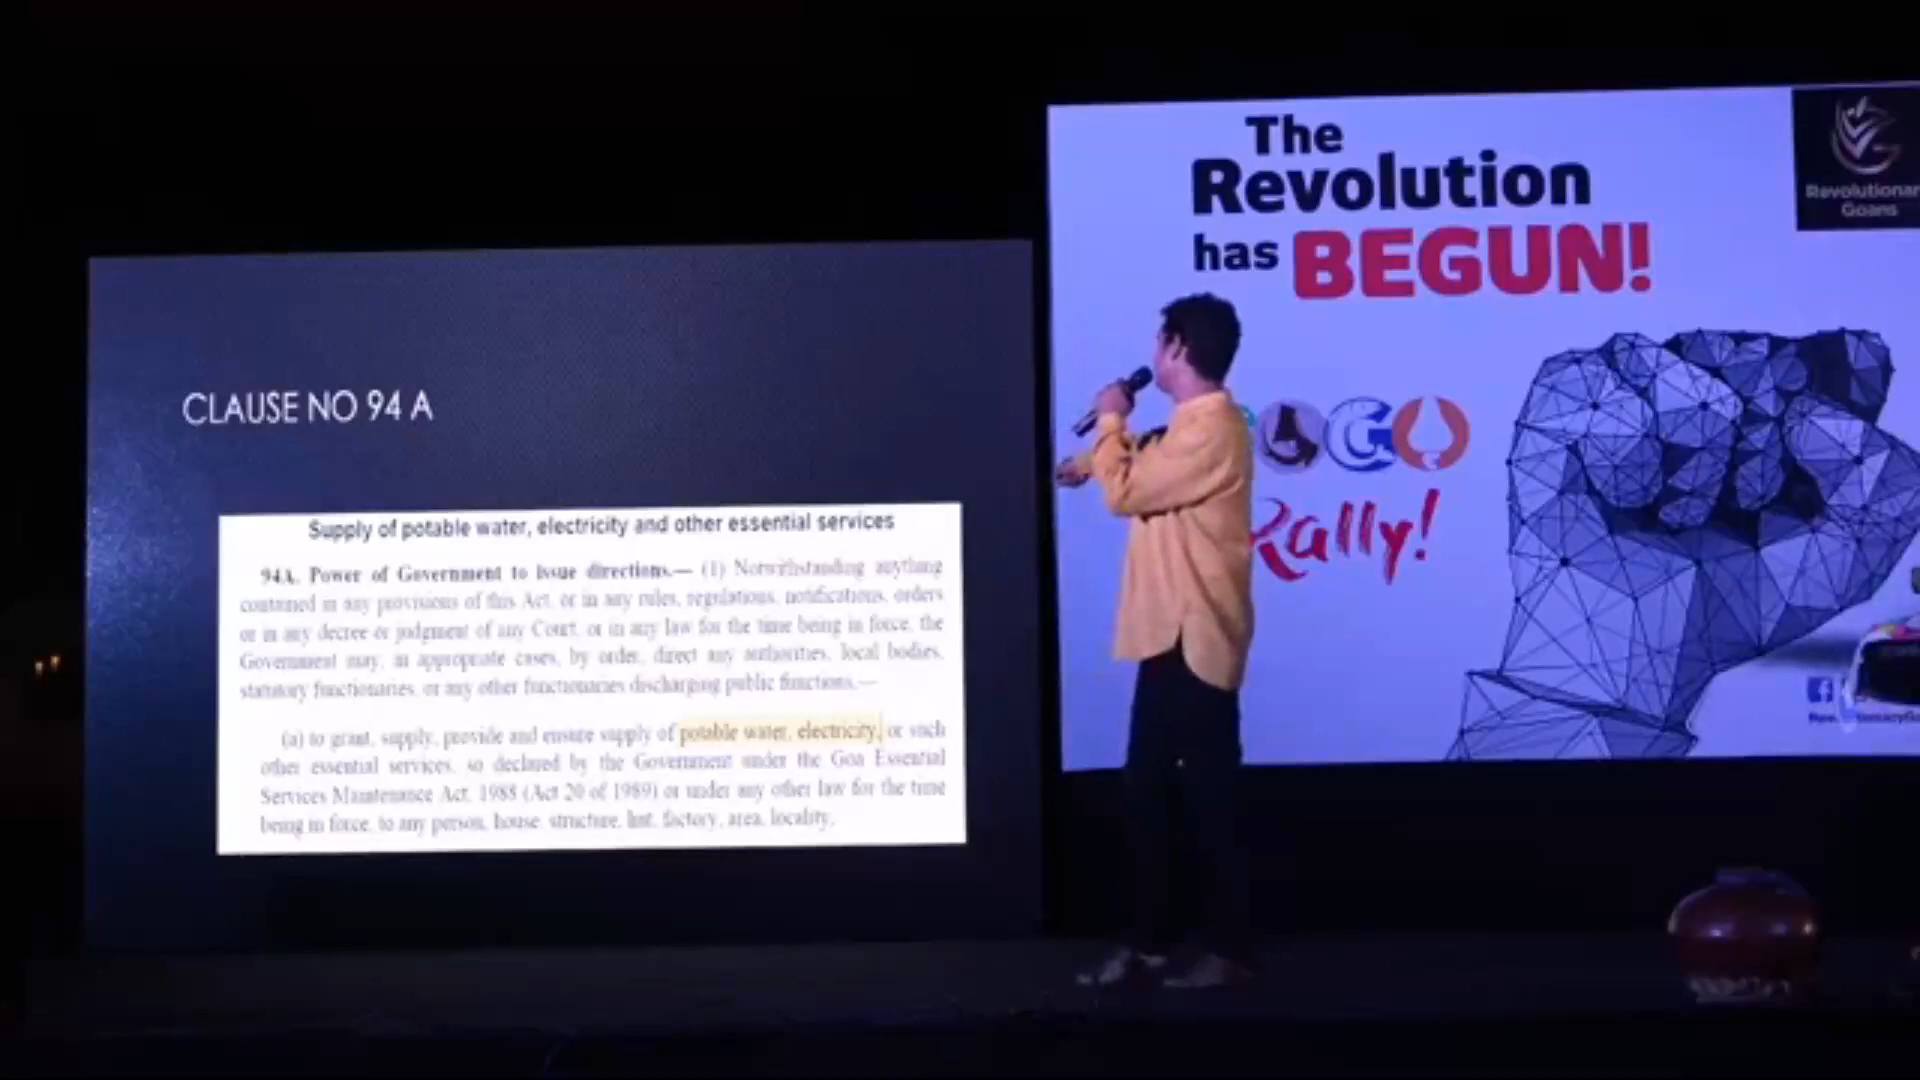 CLAUSE NO 94 A
Supply of potable water, electricity and other essential services
94A. Power of Government to issue directions.— (1) Notwithstanding anything
contained in any provisions of this Act, or in any rules, regulations, notifications, orders
or in any decree or judgment of any Court, or in any law for the time being in force, the
Government may, in appropriate cases, by order, direct any authorities, local bodies,
statutory functionaries, or any other functionaries discharging public functions,—
(a) to grant, supply, provide and ensure supply of potable water, electricity, or such
other essential services, so declared by the Government under the Goa Essential
Services Maintenance Act, 1988 (Act 20 of 1989) or under any other law for the time
being in force, to any person, house, structure, hut, factory, area, locality,
The
Revolution
has BEGUN!
Revolutionar
Goans
OGO
Rally!